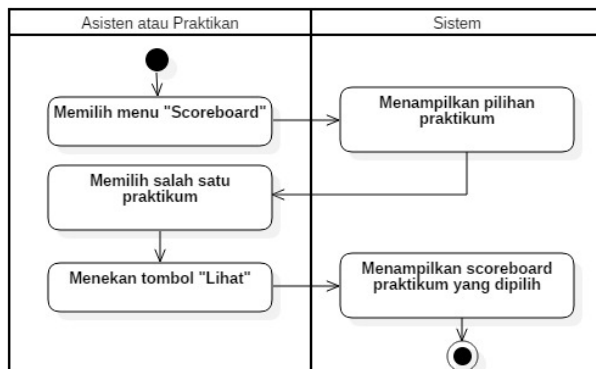 Asisten atau Praktikan
Sistem
Memilih menu "Scoreboard"
Menampilkan pilihan
praktikum
Memilih salah satu
praktikum
Menekan tombol "Lihat"
Menampilkan scoreboard
praktikum yang dipilih